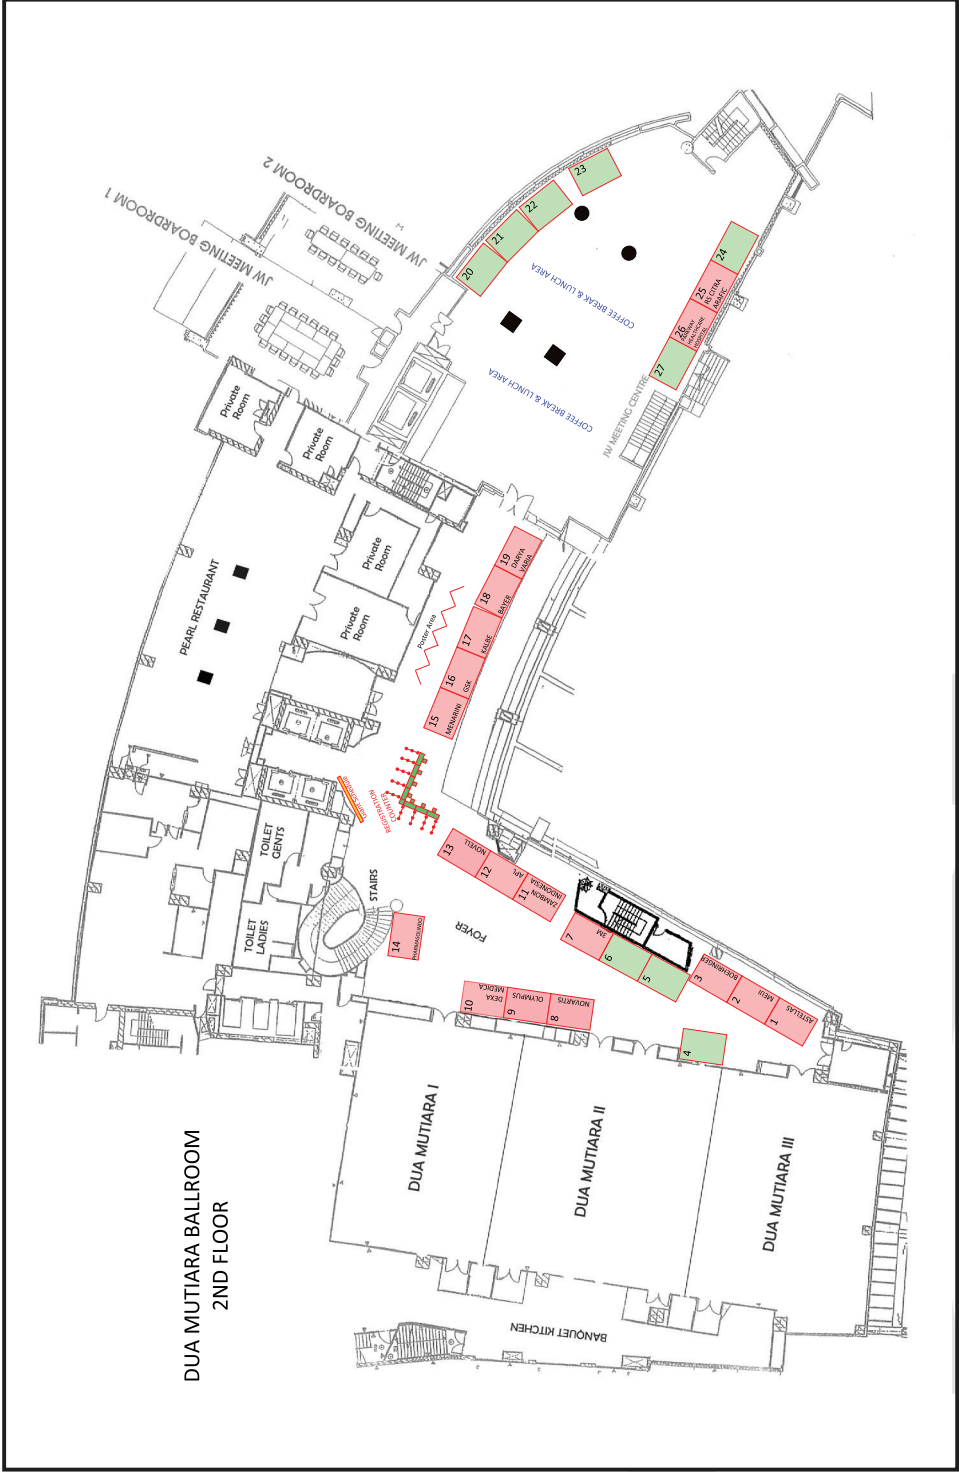 DUA MUTIARA BALLROOM
2ND FLOOR
JW MEETING BOARDROOM 1
JW MEETING BOARDROOM 2
Private
Room
Private
Room
Private
Room
Private
Room
PEARL RESTAURANT
Poster Area
COFFEE BREAK & LUNCH AREA
COFFEE BREAK & LUNCH AREA
JW MEETING CENTRE
20
21
22
23
24
25
RS CITRA
ARAFIC
26
PARKWAY
HEALTHCARE
HOSPITAL
27
19
DARYA
VARIA
18
BAYER
17
KALBE
16
GSK
15
MENARINI
REGISTRATION
COUNTER
TOILET
GENTS
TOILET
LADIES
STAIRS
FOYER
14
PHARMASOLINDO
13
NOVELL
12
APL
11
ZAMBON
INDONESIA
7
3M
6
5
3
BOEHRINGER
2
MEIJI
1
ASTELLAS
10
DEXA
MEDICA
9
OLYMPUS
8
NOVARTIS
4
DUA MUTIARA I
DUA MUTIARA II
DUA MUTIARA III
BANQUET KITCHEN